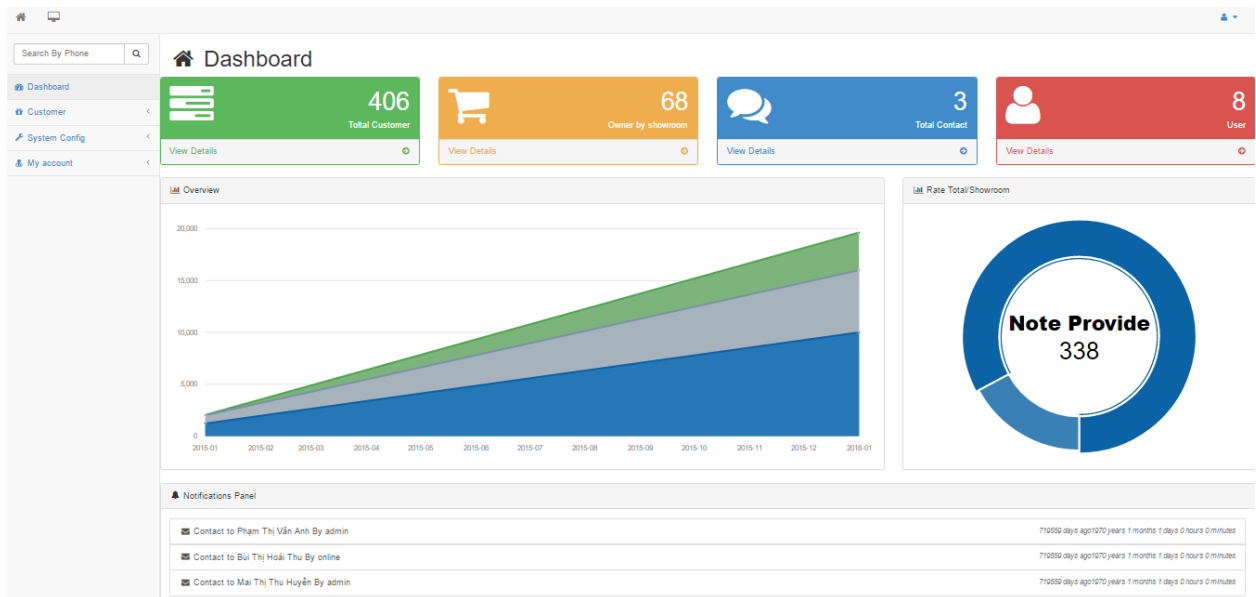 Search By Phone
Dashboard
Customer
System Config
My account
Dashboard
406
Toltal Customer
View Details
68
Owner by showroom
View Details
3
Total Contact
View Details
8
User
View Details
Overview
20,000
15,000
10,000
5,000
0
2015-01 2015-02 2015-03 2015-04 2015-05 2015-06 2015-07 2015-08 2015-09 2015-10 2015-11 2015-12 2016-01
Rate Total/Showroom
Note Provide
338
Notifications Panel
Contact to Phạm Thị Vân Anh By admin 719559 days ago1970 years 1 months 1 days 0 hours 0 minutes
Contact to Bùi Thị Hoài Thu By online 719559 days ago1970 years 1 months 1 days 0 hours 0 minutes
Contact to Mai Thị Thu Huyền By admin 719559 days ago1970 years 1 months 1 days 0 hours 0 minutes